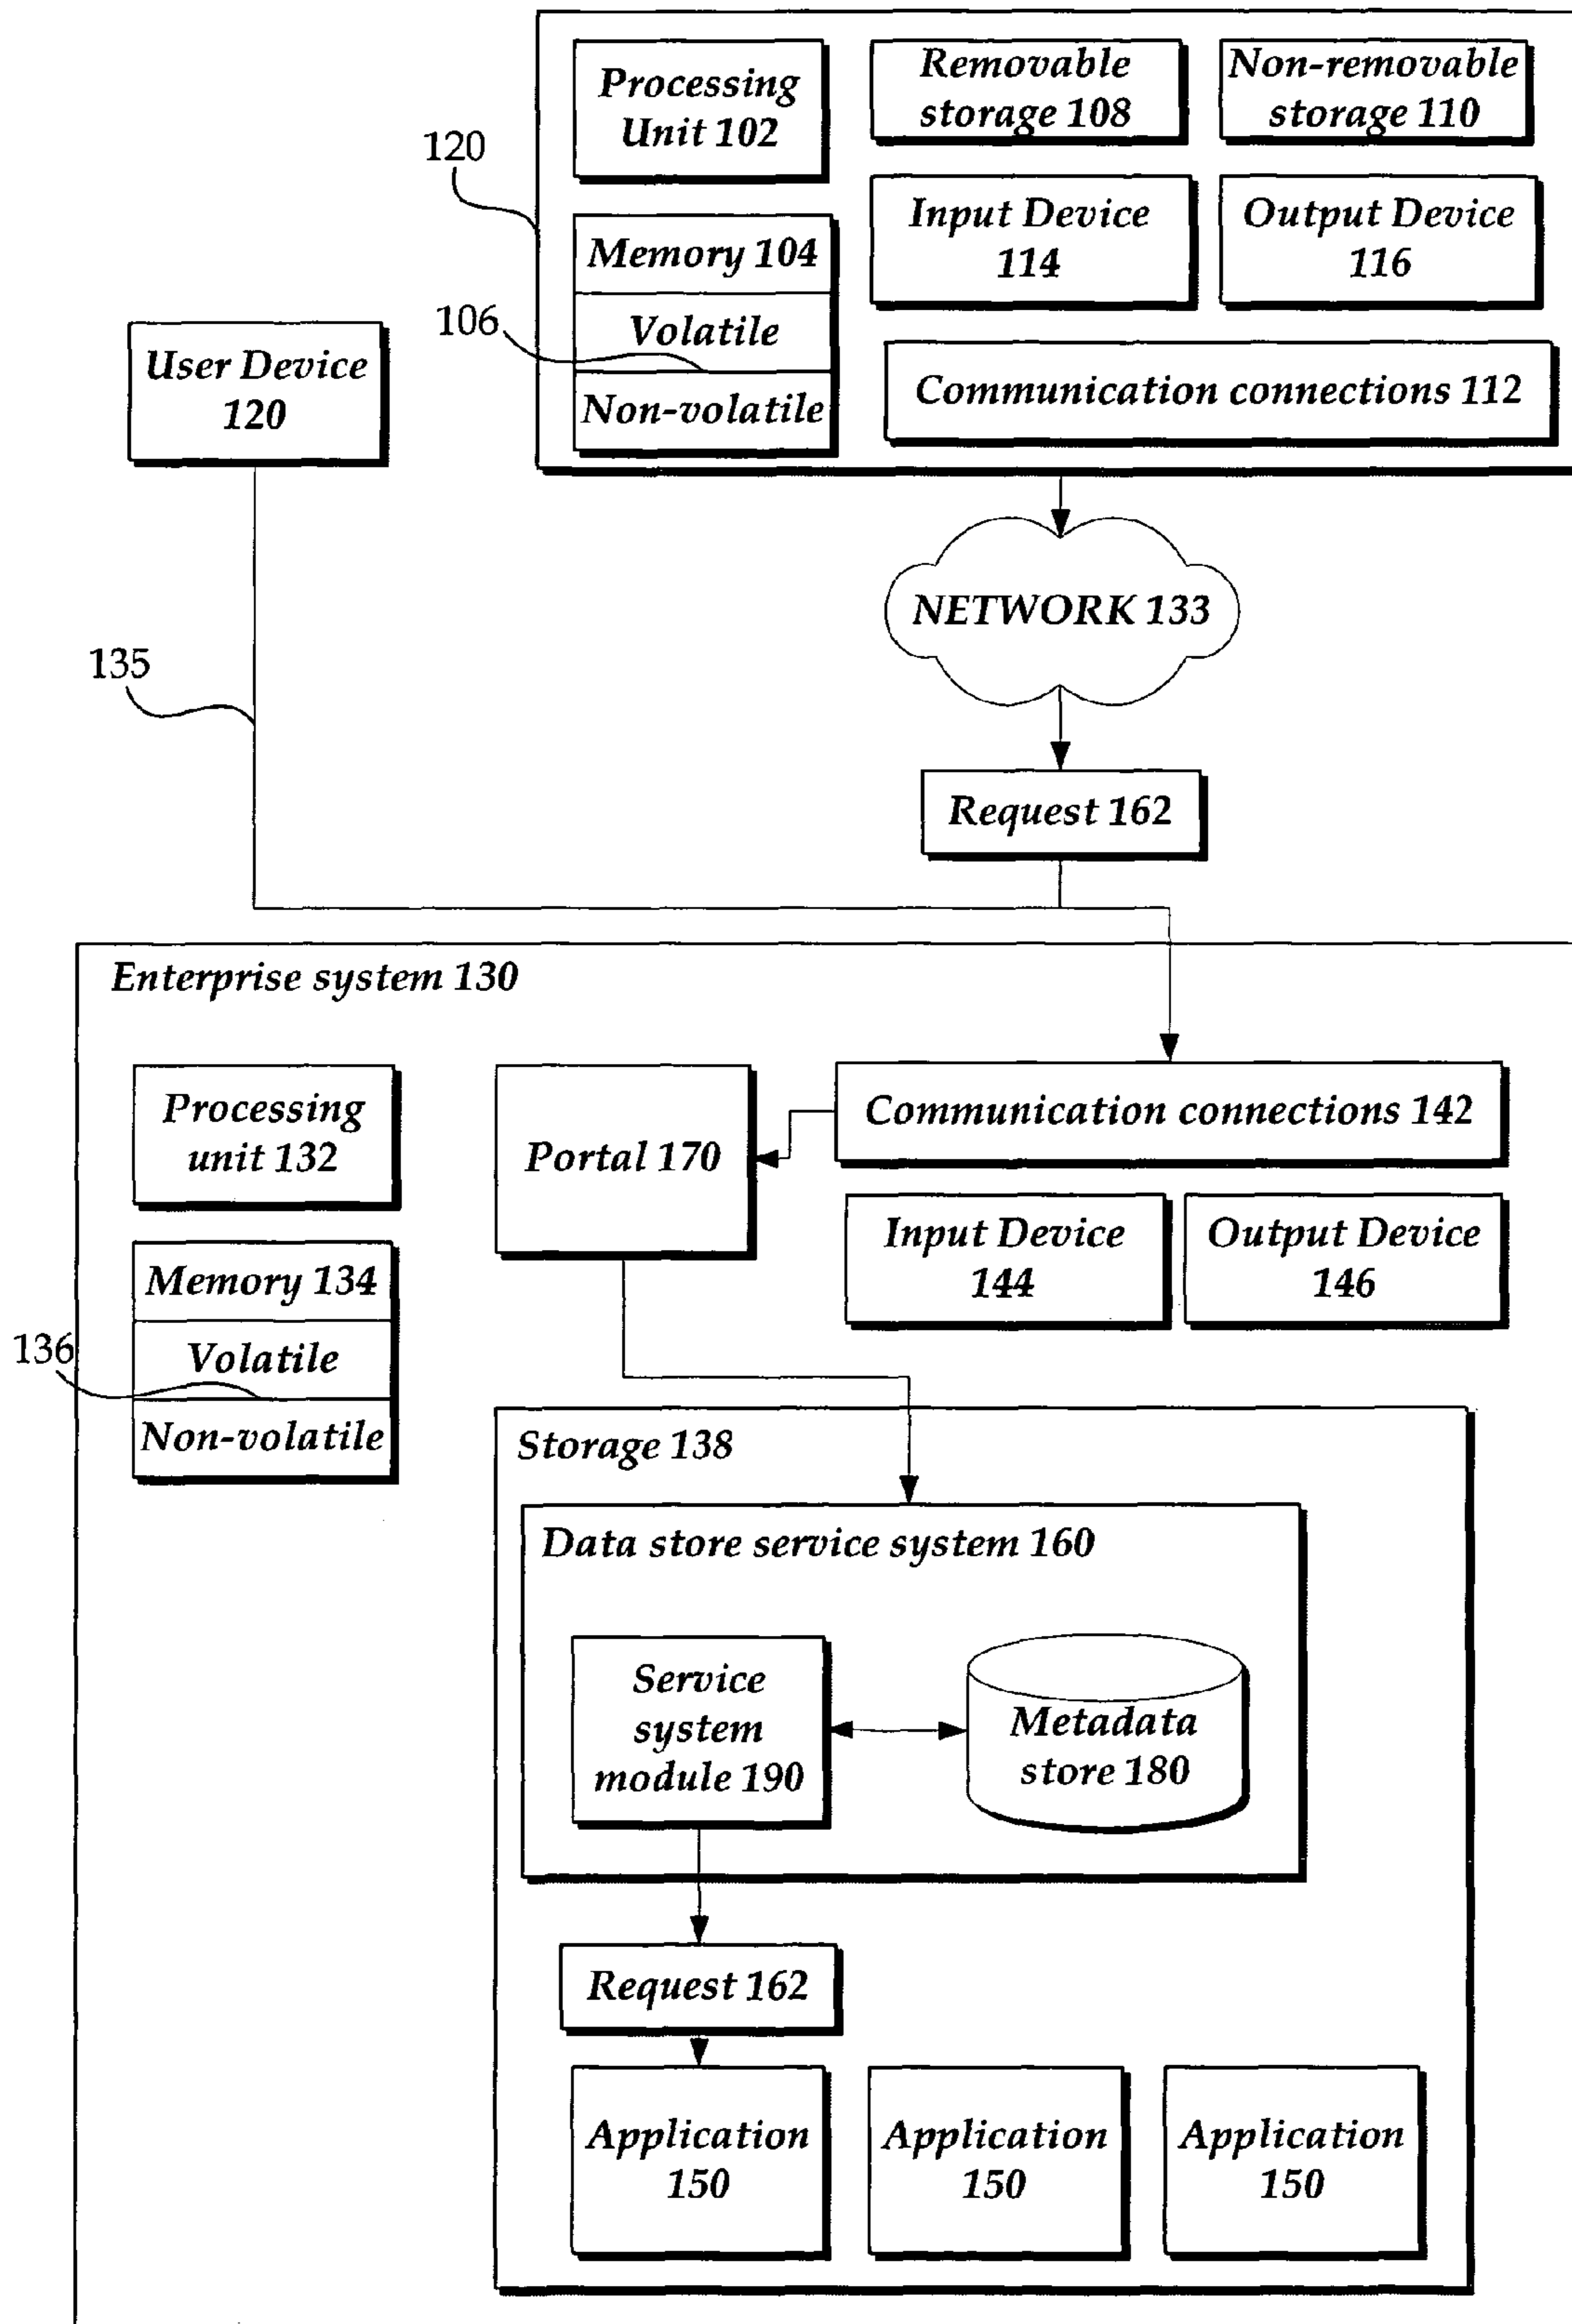 Processing
Unit 102
Removable
storage 108
Non-removable
storage 110
120
Memory 104
Volatile
Non-volatile
106
Input Device
114
Output Device
116
Communication connections 112
User Device
120
NETWORK 133
135
Request 162
Enterprise system 130
Processing
unit 132
Portal 170
Communication connections 142
Input Device
144
Output Device
146
Memory 134
Volatile
Non-volatile
136
Storage 138
Data store service system 160
Service
system
module 190
Metadata
store 180
Request 162
Application
150
Application
150
Application
150